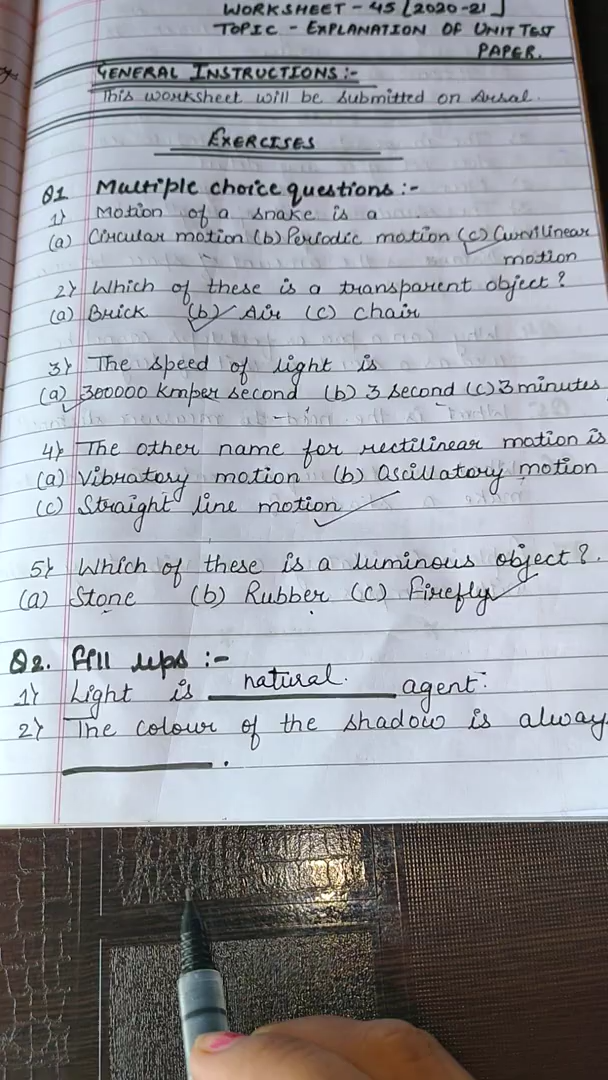 WORKSHEET - 45 [2020-21]
TOPIC - EXPLANATION OF UNIT TEST
PAPER.
GENERAL INSTRUCTIONS :-
This worksheet will be submitted on
EXERCISES
Q1 Multiple choice questions :-
1) Motion of a snake is a
(a) Circular motion (b) Periodic motion (c) Curvilinear
motion
2) Which of these is a transparent object?
(a) Brick (b) Air (c) Chair
3) The speed of light is
(a) 300000 km per second (b) 3 second (c) 3 minutes
4) The other name for rectilinear motion is
(a) Vibratory motion (b) Oscillatory motion
(c) Straight line motion
5) Which of these is a luminous object?.
(a) Stone (b) Rubber (c) Firefly
Q2. Fill ups :-
1) Light is natural. agent.
2) The colour of the shadow is alway
.